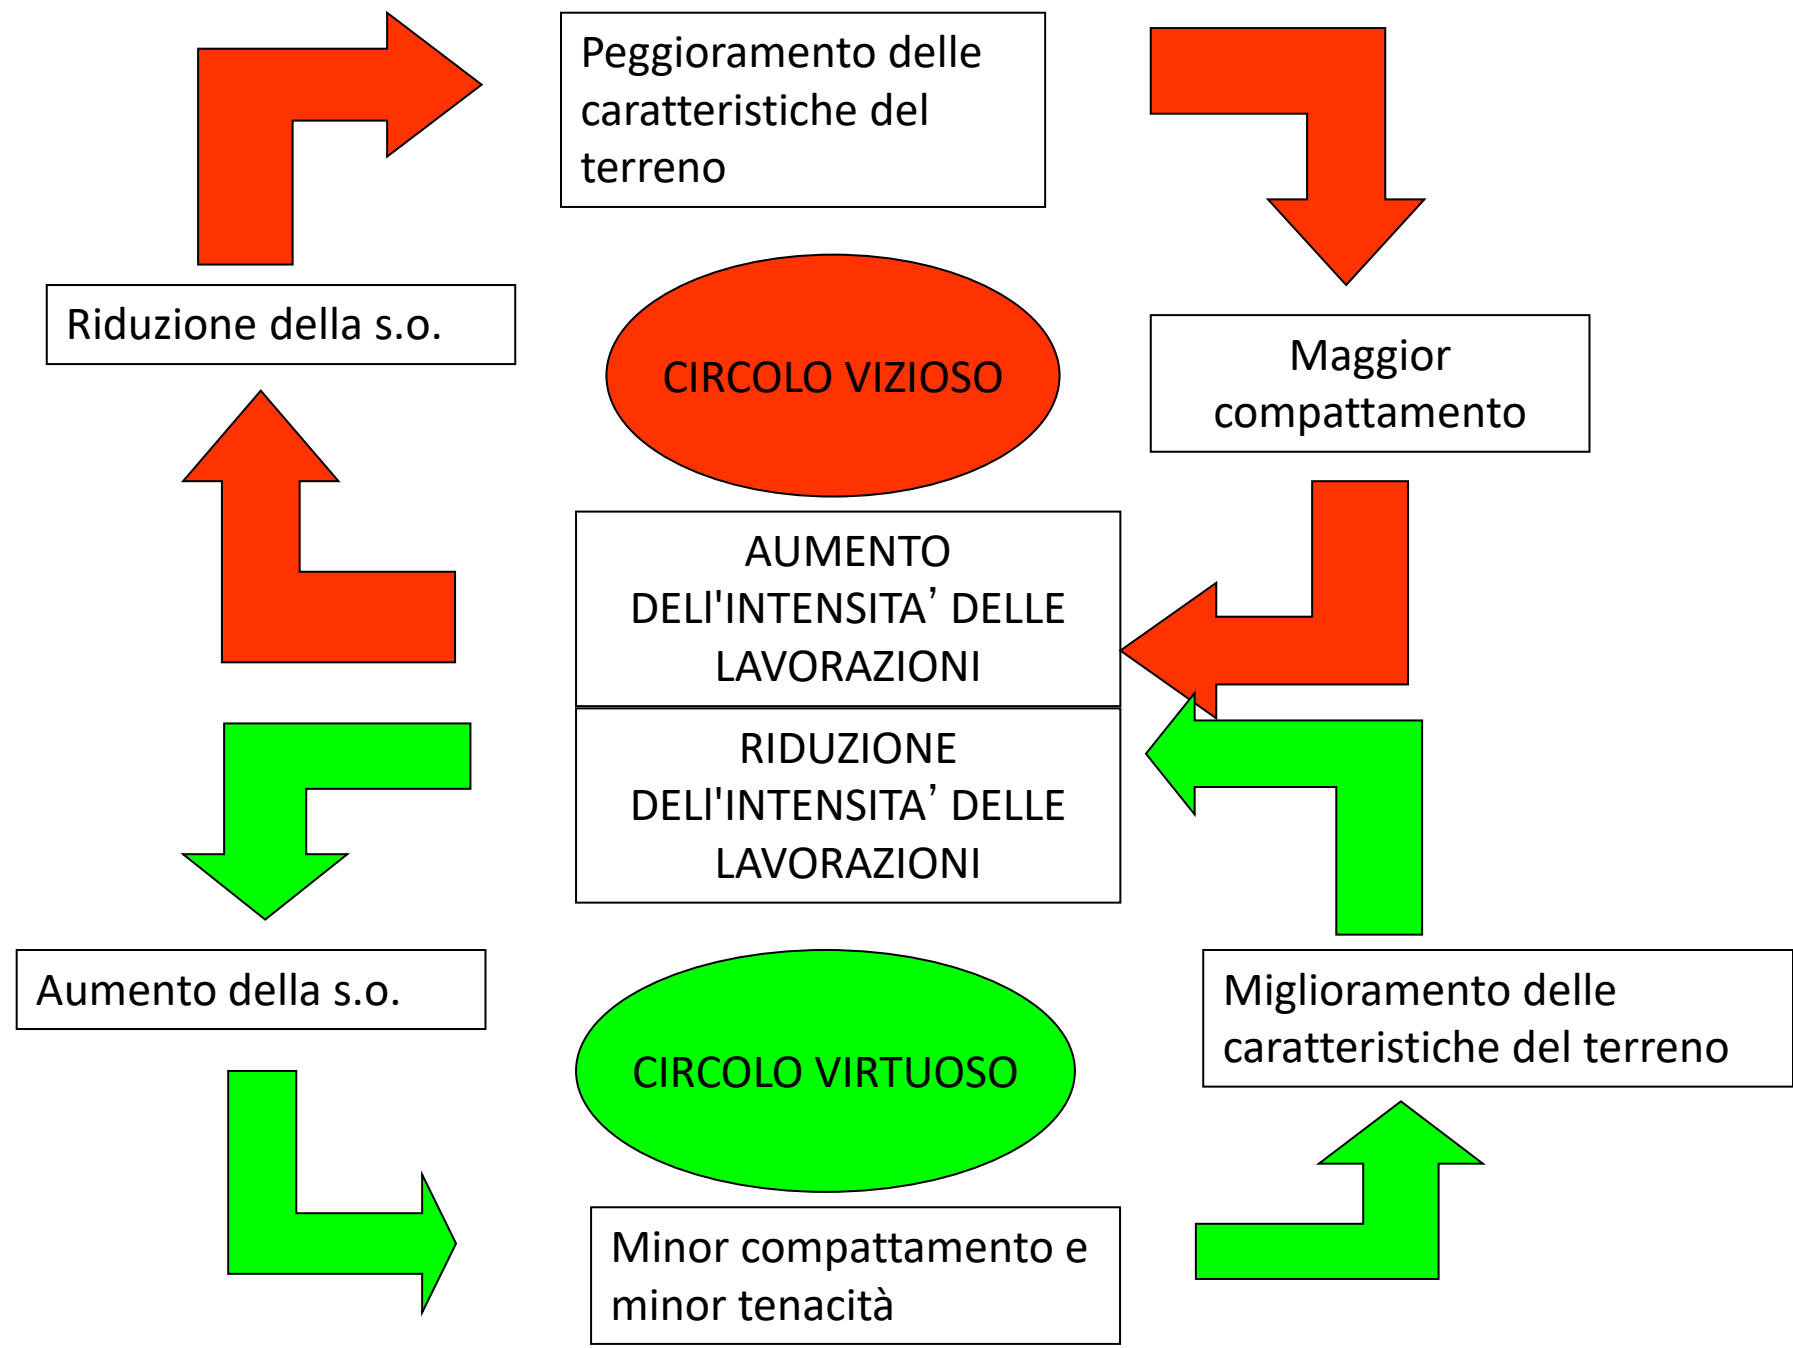 Peggioramento delle
caratteristiche del
terreno
Riduzione della s.o.
CIRCOLO VIZIOSO
Maggior
compattamento
AUMENTO
DELl'INTENSITA’ DELLE
LAVORAZIONI
RIDUZIONE
DELl'INTENSITA’ DELLE
LAVORAZIONI
Aumento della s.o.
CIRCOLO VIRTUOSO
Miglioramento delle
caratteristiche del terreno
Minor compattamento e
minor tenacità